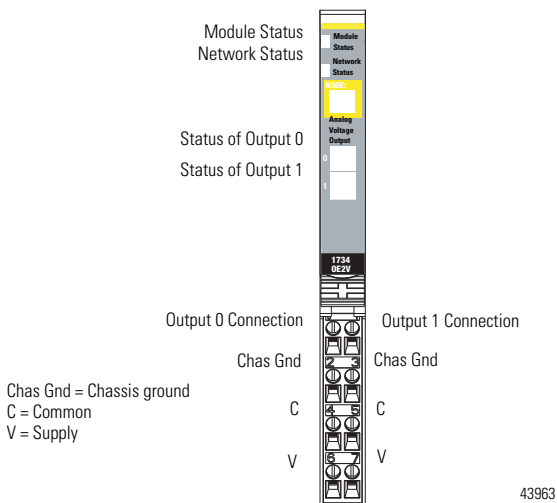 Module Status
Network Status
Module
Status
Network
Status
NODE:
Analog
Voltage
Output
Status of Output 0
0
Status of Output 1
1
1734
OE2V
Output 0 Connection
Output 1 Connection
Chas Gnd
2 3
Chas Gnd
Chas Gnd = Chassis ground
C = Common
V = Supply
C
4 5
C
V
6 7
V
43963